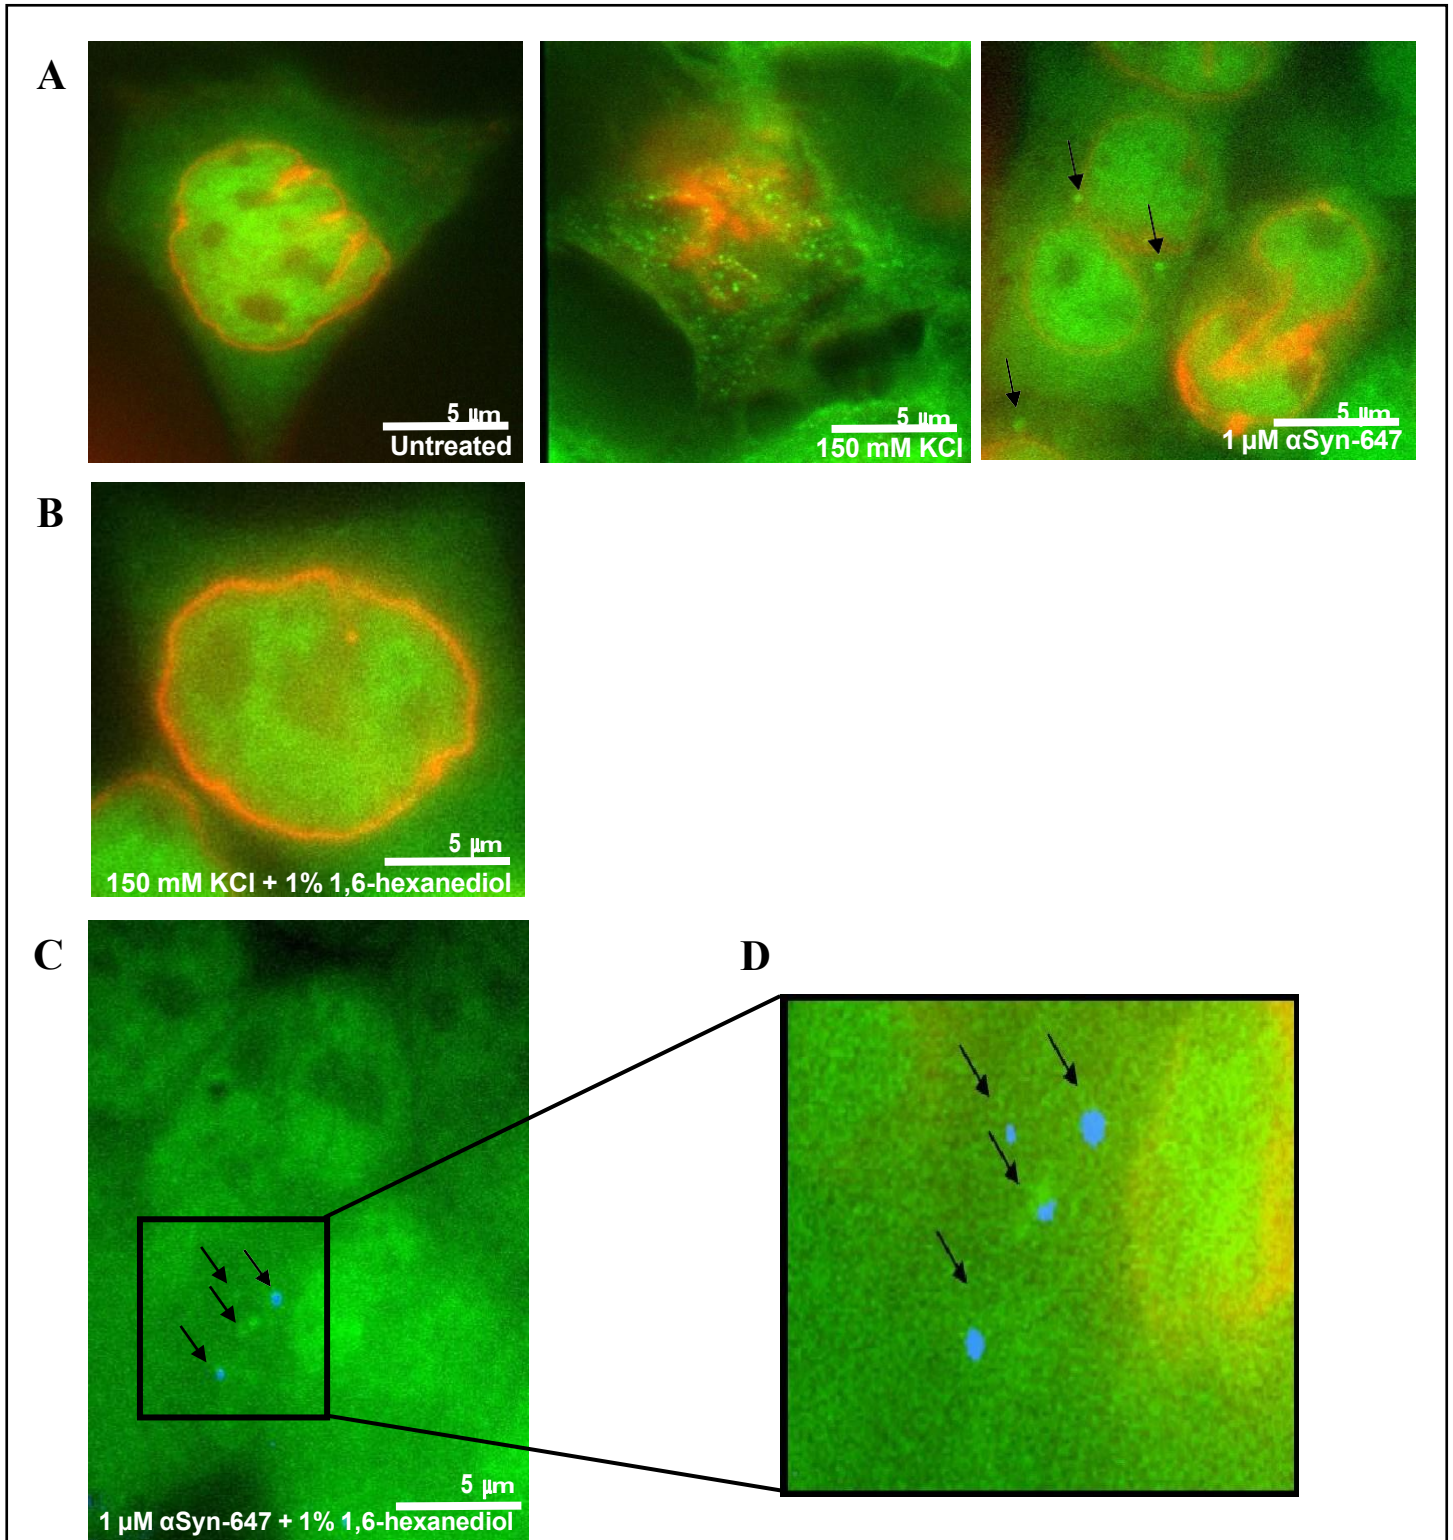 A
5 µm
Untreated
5 µm
150 mM KCl
5 µm
1 µM αSyn-647
B
5 µm
150 mM KCl + 1% 1,6-hexanediol
C
D
5 µm
1 µM αSyn-647 + 1% 1,6-hexanediol